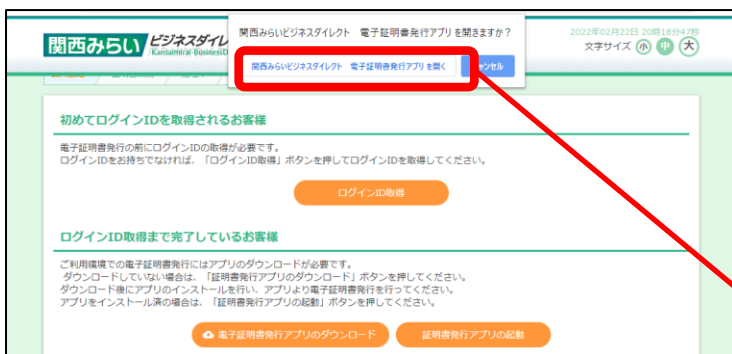 関西みらい ビジネスダイレ
Kansaimirai Business
関西みらいビジネスダイレクト 電子証明書発行アプリ を開きますか？
関西みらいビジネスダイレクト 電子証明書発行アプリ を開く
キャンセル
2022年02月22日 20時18分47秒
文字サイズ 小 中 大
初めてログインIDを取得されるお客様
電子証明書発行の前にログインIDの取得が必要です。
ログインIDをお持ちでなければ、「ログインID取得」ボタンを押してログインIDを取得してください。
ログインID取得
ログインID取得まで完了しているお客様
ご利用環境での電子証明書発行にはアプリのダウンロードが必要です。
ダウンロードしていない場合は、「証明書発行アプリのダウンロード」ボタンを押してください。
ダウンロード後にアプリのインストールを行い、アプリより電子証明書発行を行ってください。
アプリをインストール済の場合は、「証明書発行アプリの起動」ボタンを押してください。
電子証明書発行アプリのダウンロード
証明書発行アプリの起動